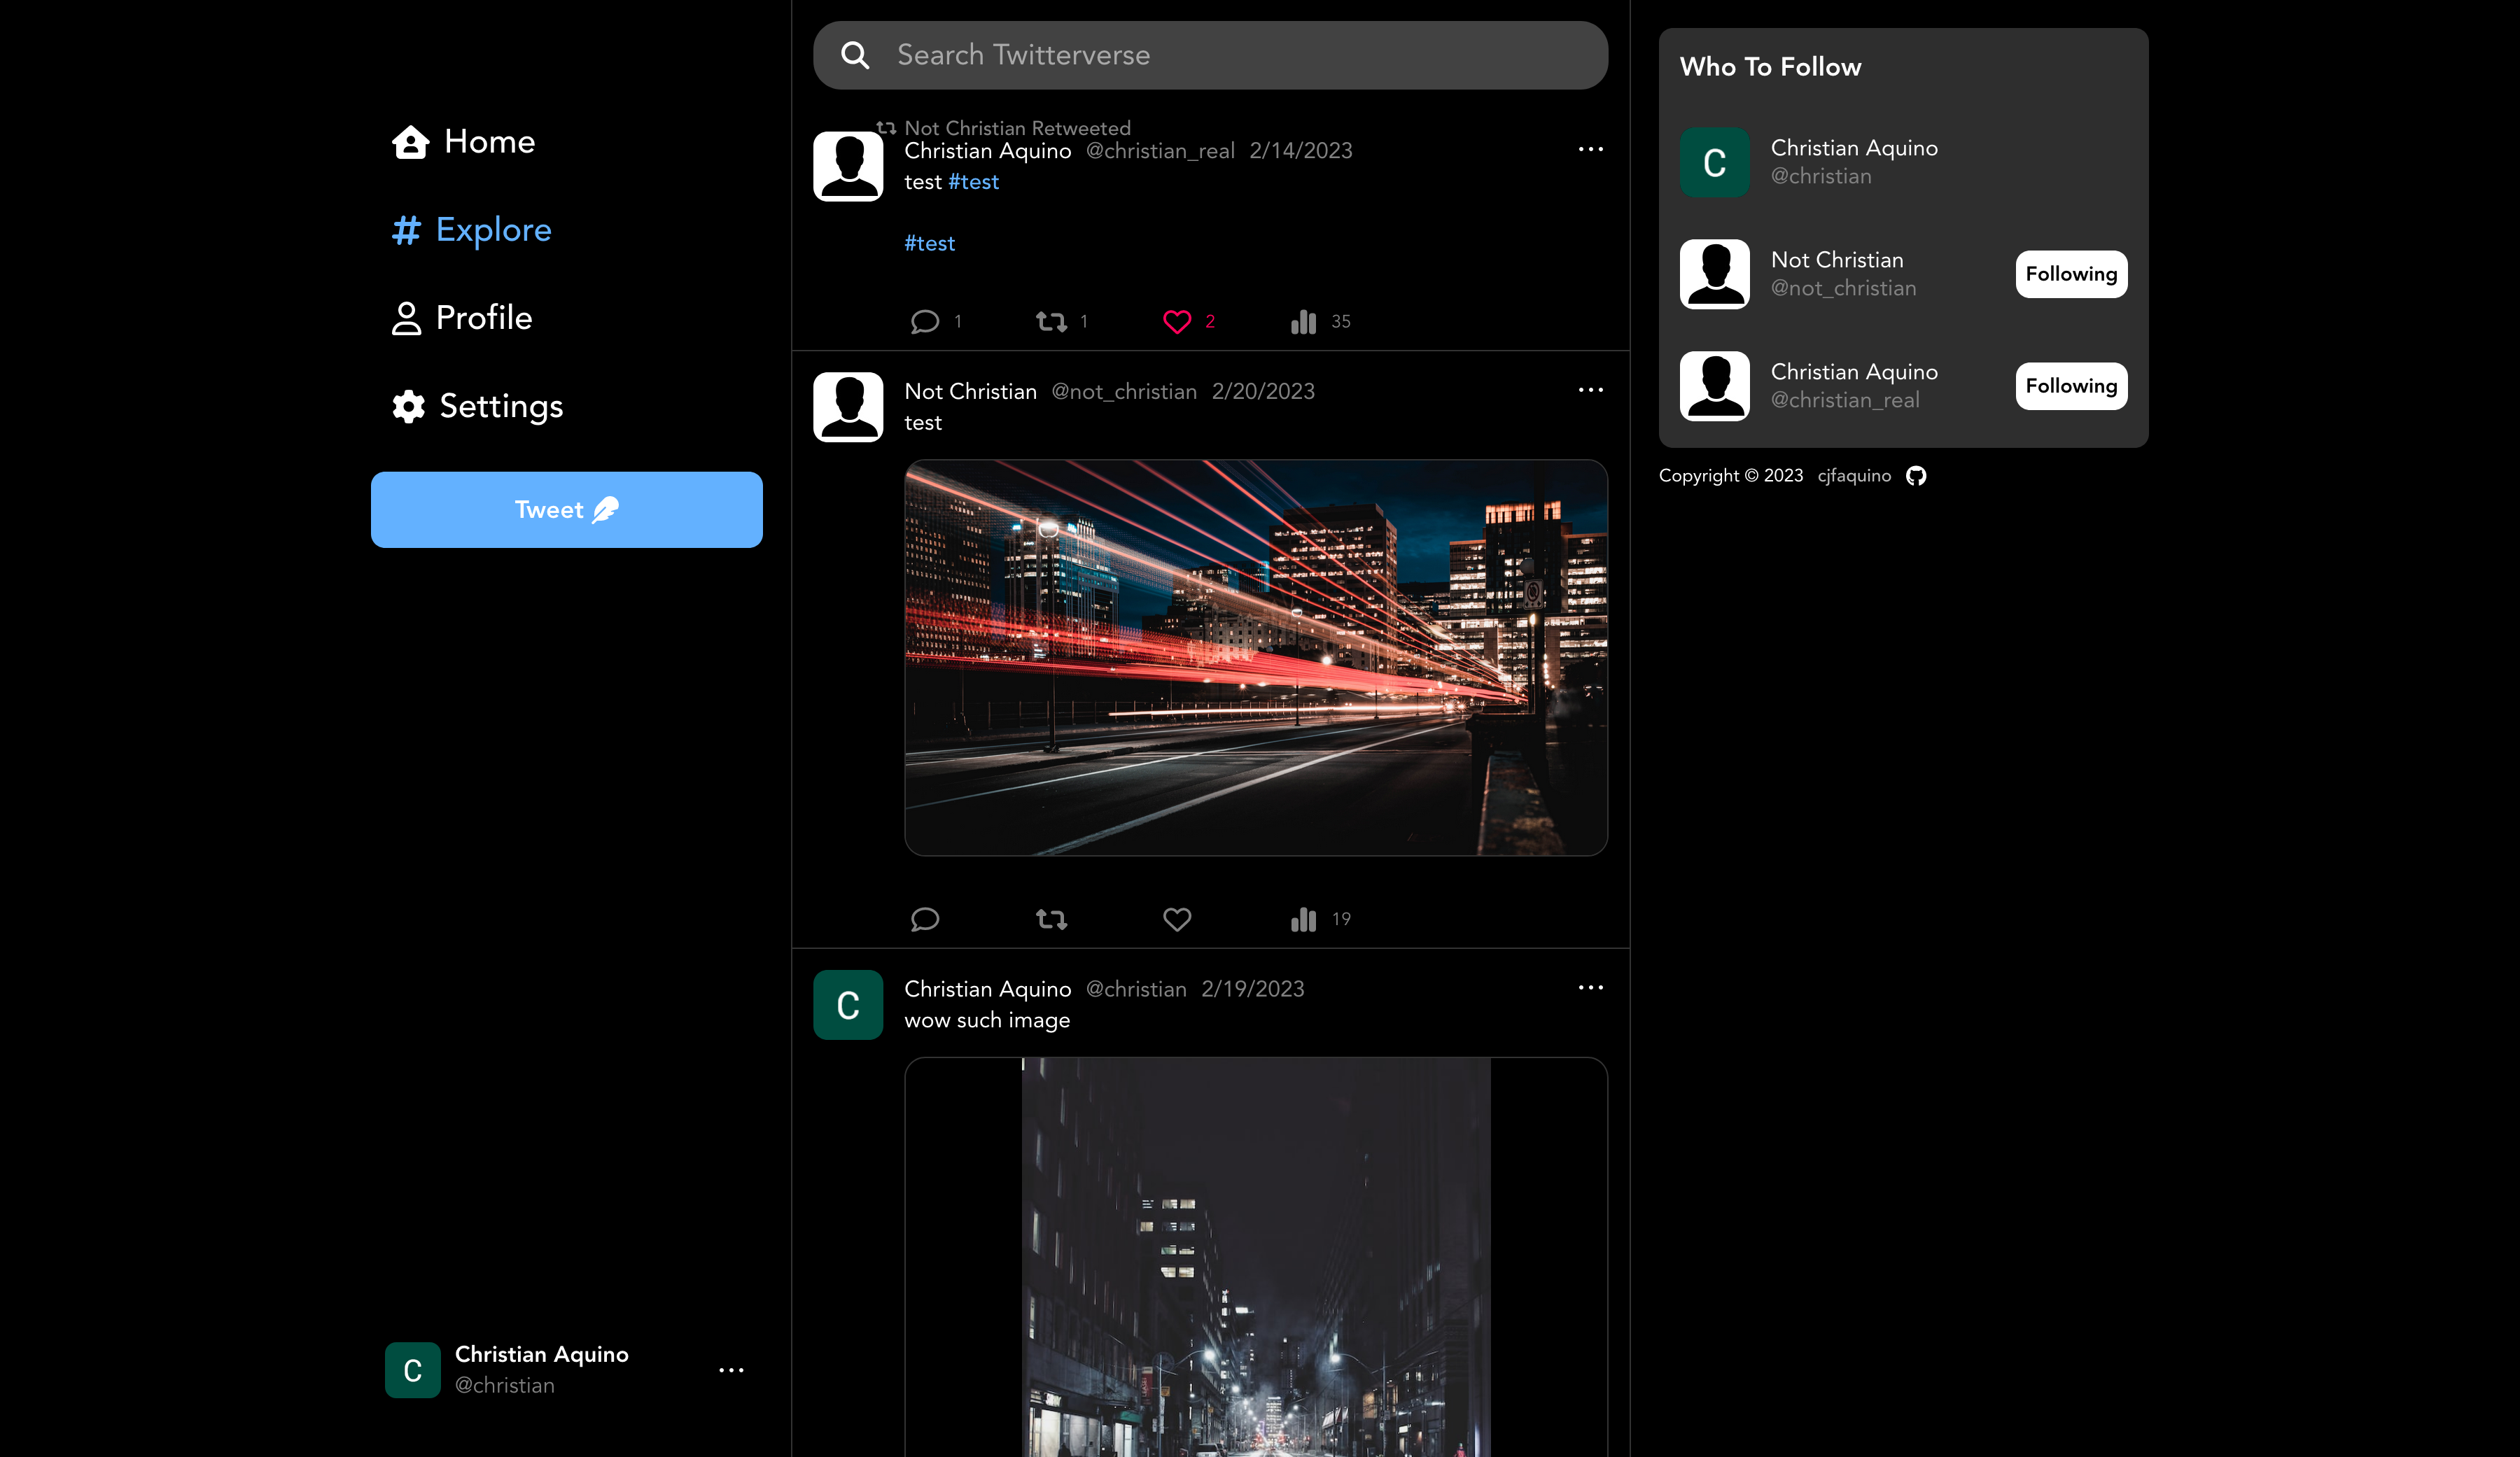 Home
Explore
Profile
Settings
Tweet
Christian Aquino
@christian
Search Twitterverse
Not Christian Retweeted
Christian Aquino @christian_real 2/14/2023
test #test
#test
1 1 2 35
Not Christian @not_christian 2/20/2023
test
19
C
Christian Aquino @christian 2/19/2023
wow such image
C
Who To Follow
C
Christian Aquino
@christian
Not Christian
@not_christian
Following
Christian Aquino
@christian_real
Following
Copyright © 2023 cjfaquino